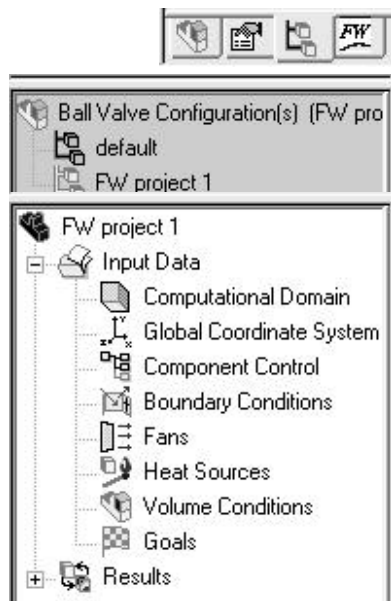 FW
Ball Valve Configuration(s) (FW pro
default
FW project 1
FW project 1
Input Data
Computational Domain
Global Coordinate System
Component Control
Boundary Conditions
Fans
Heat Sources
Volume Conditions
Goals
Results